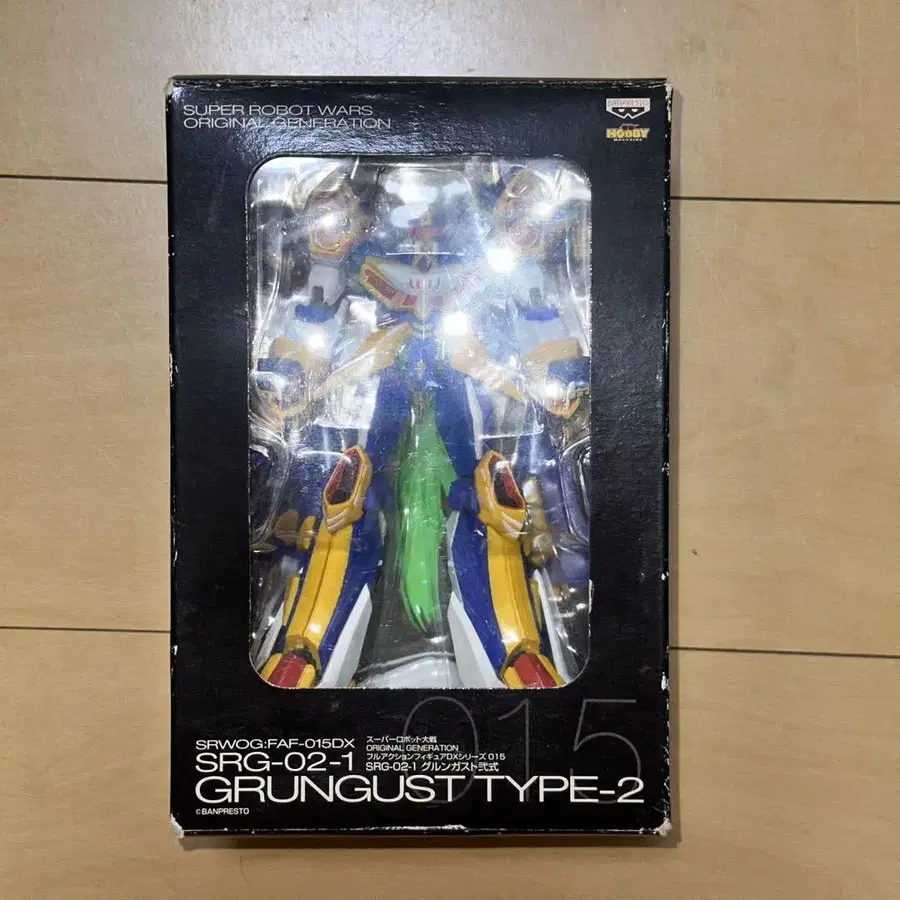 SUPER ROBOT WARS
ORIGINAL GENERATION
BANPRESTO
HOBBY
MAGAZINE
015
SRWOG:FAF-015DX
SRG-02-1
スーパーロボット大戦
ORIGINAL GENERATION
フルアクションフィギュアDXシリーズ 015
SRG-02-1 グルンガスト弐式
GRUNGUST TYPE-2
©BANPRESTO